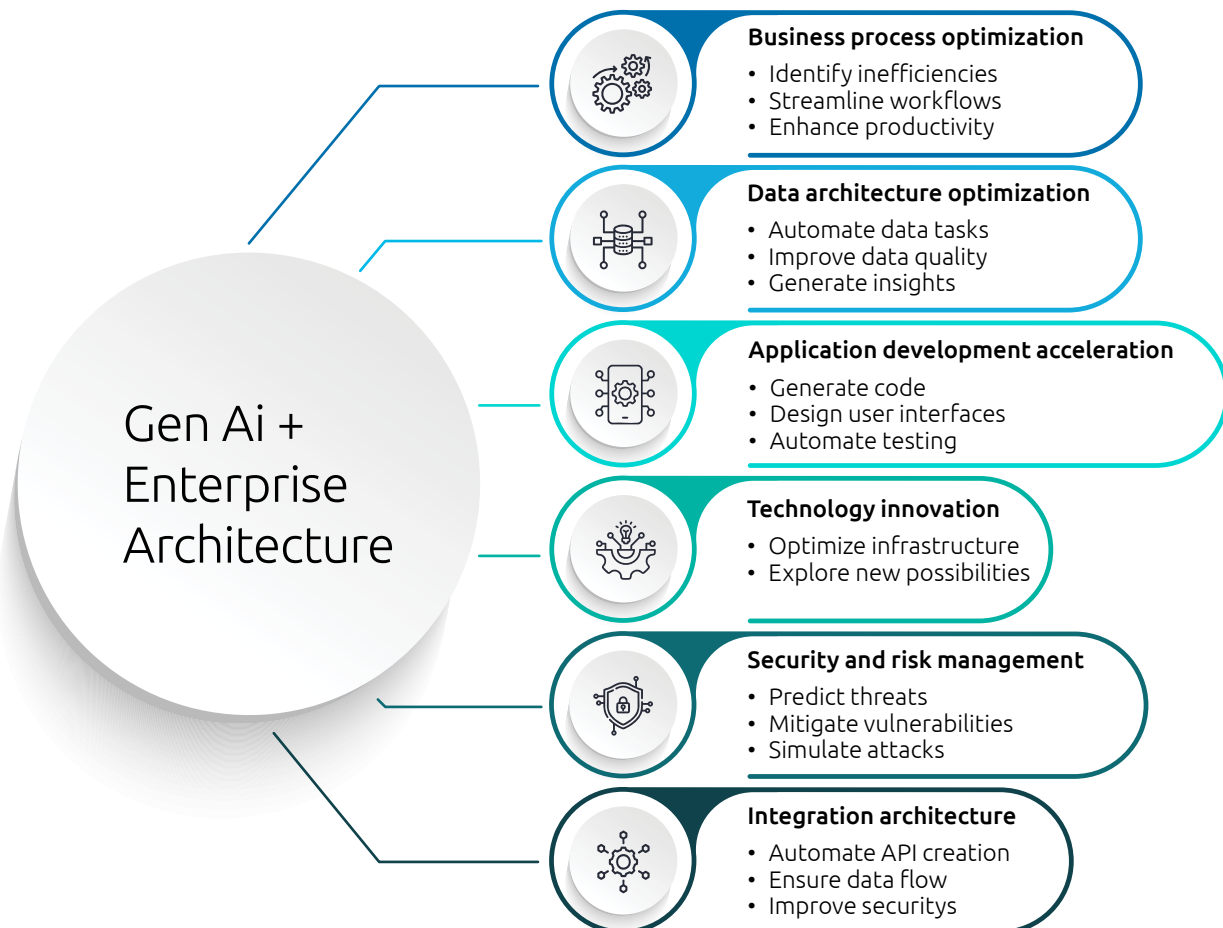 Gen Ai +
Enterprise
Architecture
Business process optimization
• Identify inefficiencies
• Streamline workflows
• Enhance productivity
Data architecture optimization
• Automate data tasks
• Improve data quality
• Generate insights
Application development acceleration
• Generate code
• Design user interfaces
• Automate testing
Technology innovation
• Optimize infrastructure
• Explore new possibilities
Security and risk management
• Predict threats
• Mitigate vulnerabilities
• Simulate attacks
Integration architecture
• Automate API creation
• Ensure data flow
• Improve securitys